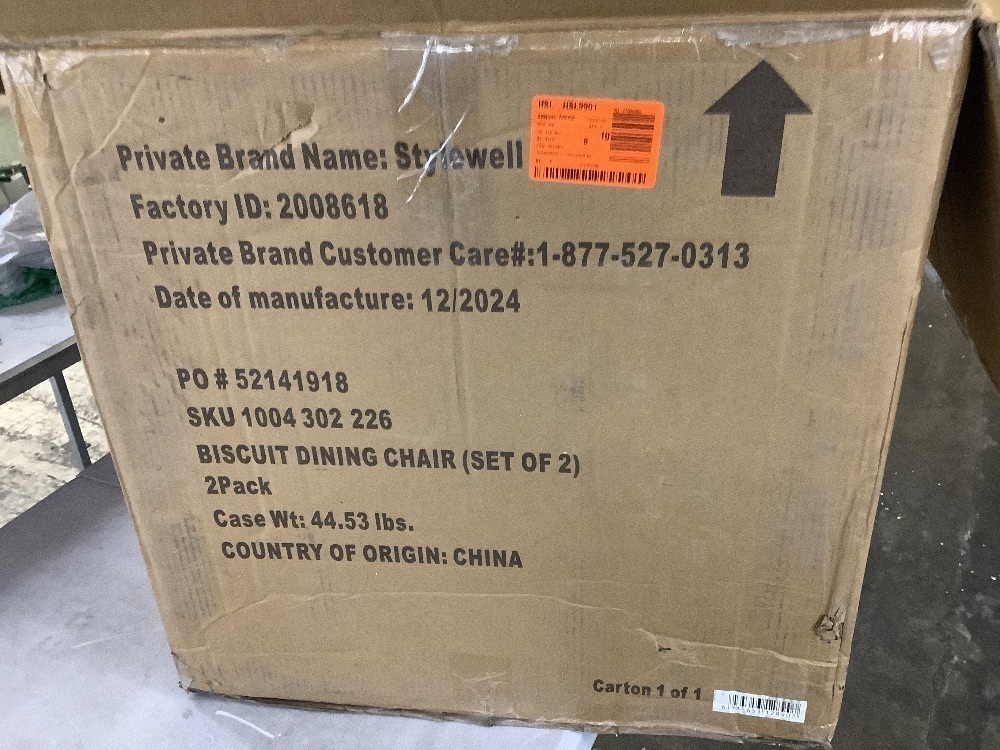 Private Brand Name: Stylewell
Factory ID: 2008618
Private Brand Customer Care#:1-877-527-0313
Date of manufacture: 12/2024
PO # 52141918
SKU 1004 302 226
BISCUIT DINING CHAIR (SET OF 2)
2Pack
Case Wt: 44.53 lbs.
COUNTRY OF ORIGIN: CHINA
Carton 1 of 1